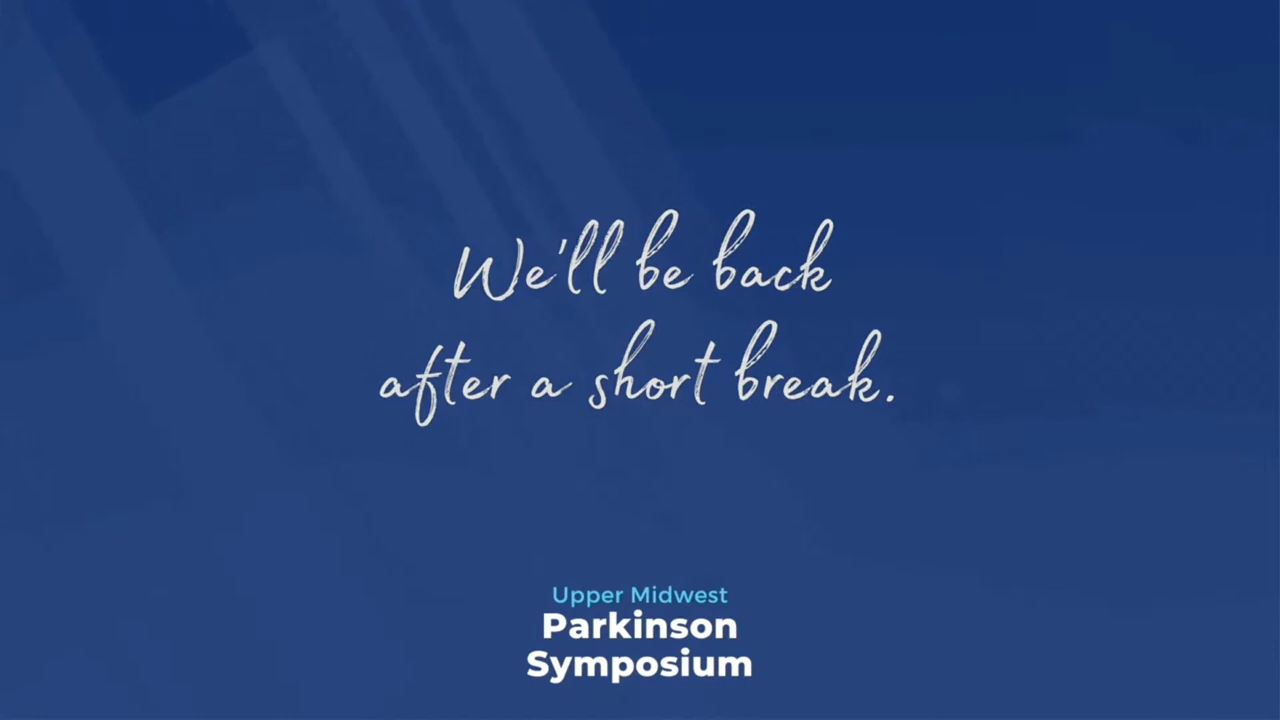 We'll be back
after a short break.
Upper Midwest
Parkinson
Symposium